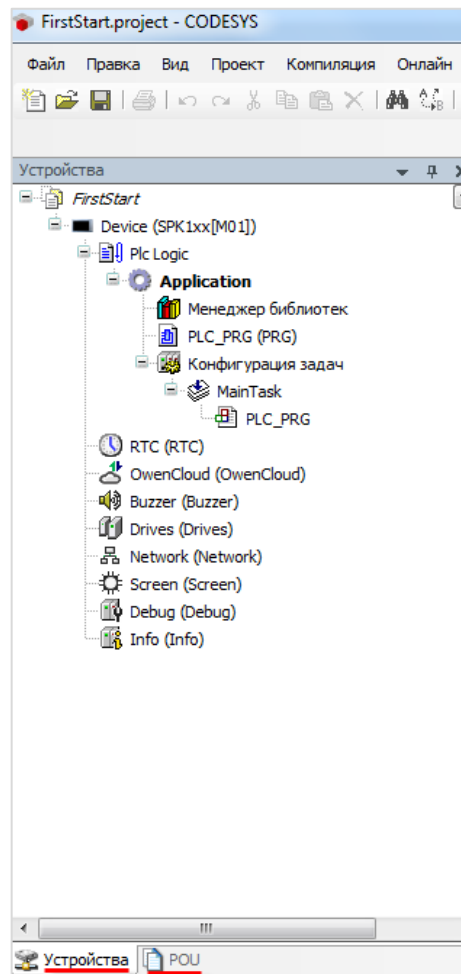 FirstStart.project - CODESYS
Файл Правка Вид Проект Компиляция Онлайн
Устройства
FirstStart
Device (SPK1xx[M01])
Plc Logic
Application
Менеджер библиотек
PLC_PRG (PRG)
Конфигурация задач
MainTask
PLC_PRG
RTC (RTC)
OwenCloud (OwenCloud)
Buzzer (Buzzer)
Drives (Drives)
Network (Network)
Screen (Screen)
Debug (Debug)
Info (Info)
Устройства POU